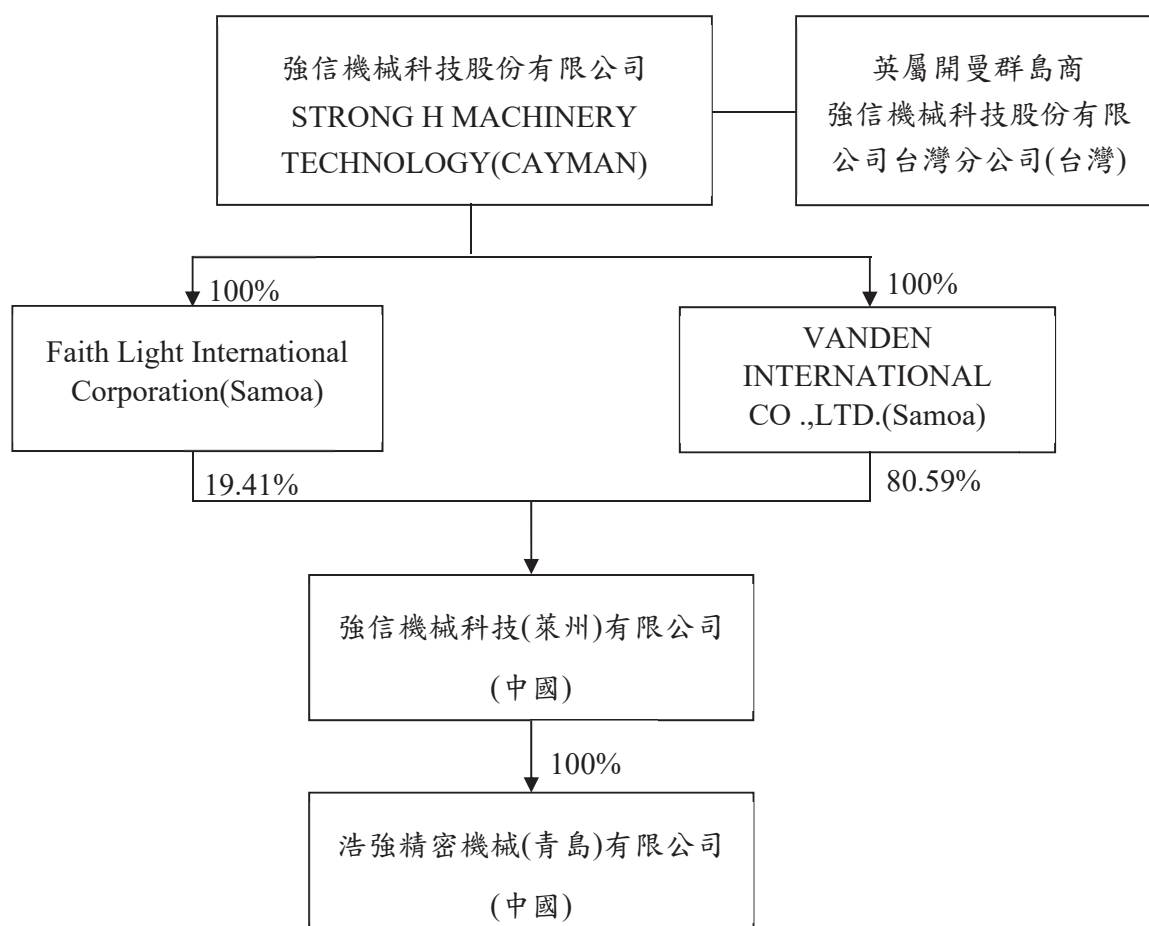 強信機械科技股份有限公司
STRONG H MACHINERY
TECHNOLOGY(CAYMAN)
英屬開曼群島商
強信機械科技股份有限
公司台灣分公司(台灣)
100%
100%
Faith Light International
Corporation(Samoa)
VANDEN
INTERNATIONAL
CO .,LTD.(Samoa)
19.41%
80.59%
強信機械科技(萊州)有限公司
(中國)
100%
浩強精密機械(青島)有限公司
(中國)